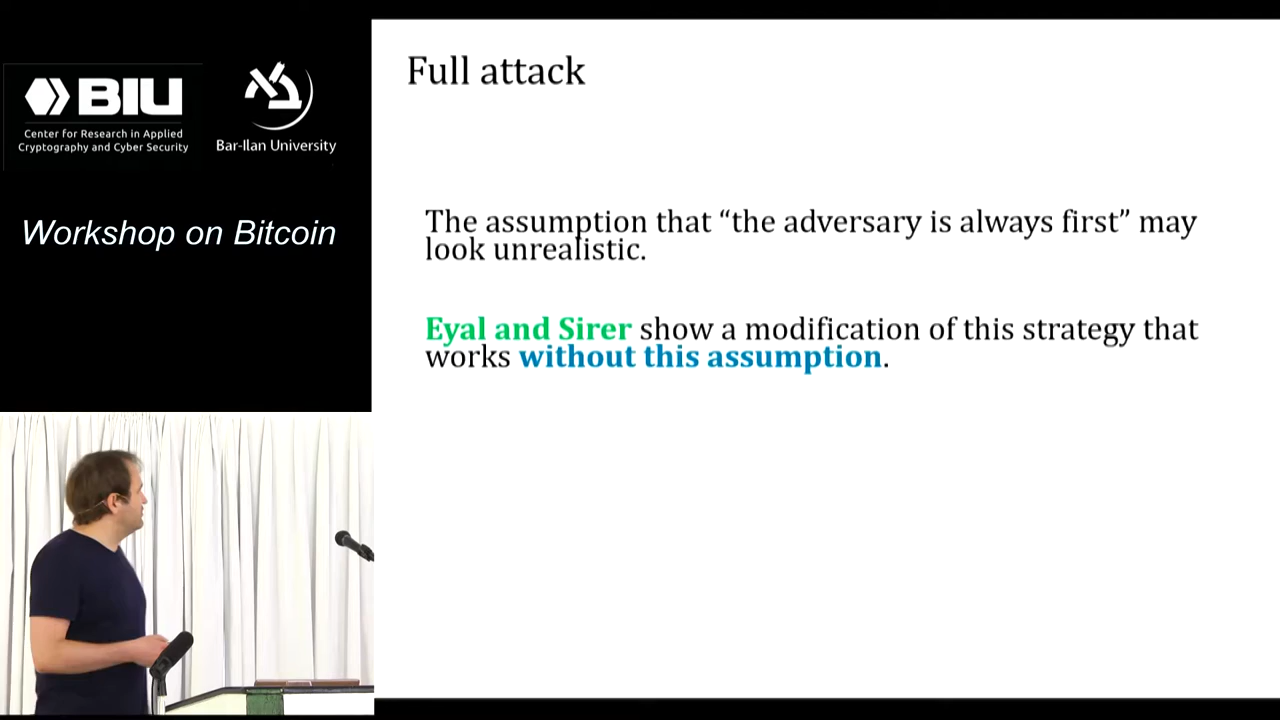 BIU
Center for Research in Applied
Cryptography and Cyber Security
Bar-Ilan University
Workshop on Bitcoin
Full attack
The assumption that “the adversary is always first” may
look unrealistic.
Eyal and Sirer show a modification of this strategy that
works without this assumption.